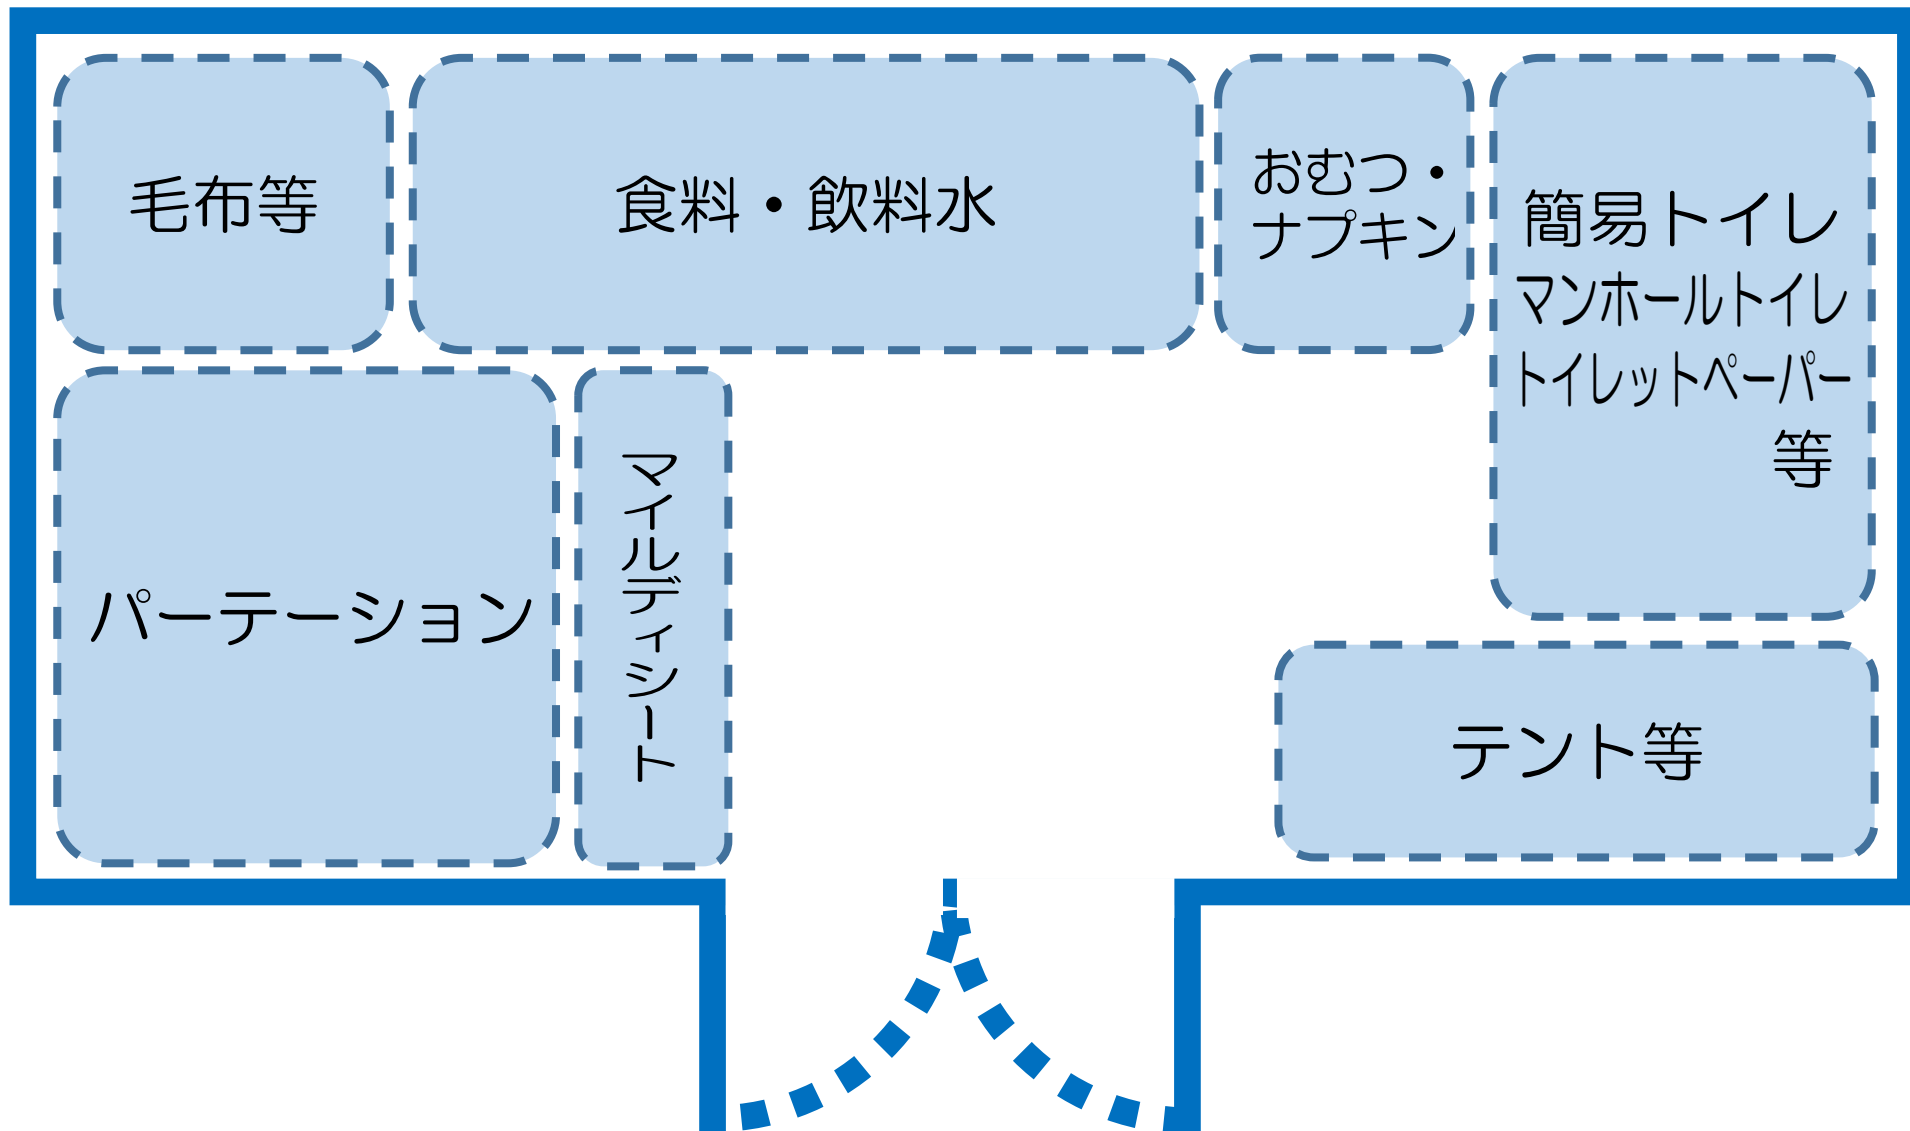 毛布等
食料・飲料水
おむつ・
ナプキン
簡易トイレ
マンホールトイレ
トイレットペーパー
等
パーテーション
マイルディシート
テント等